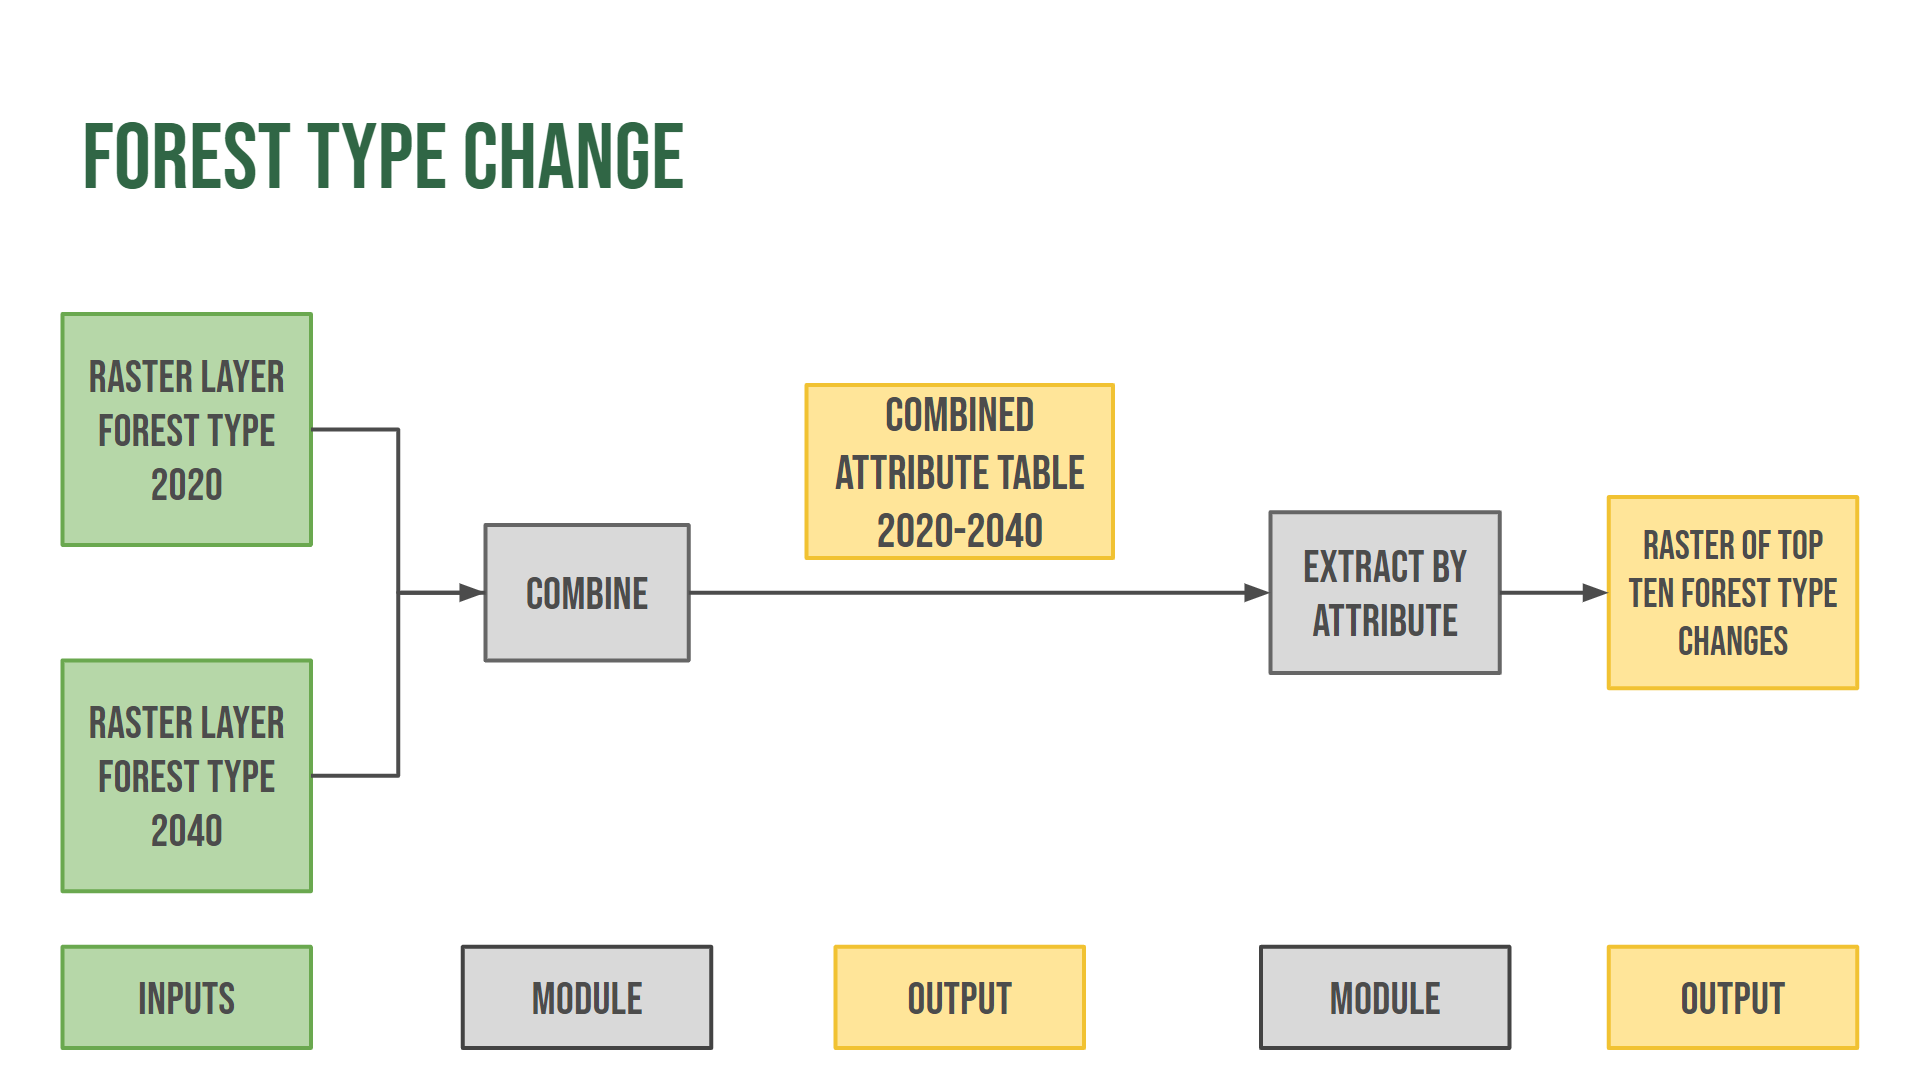 FOREST TYPE CHANGE
RASTER LAYER
FOREST TYPE
2020
RASTER LAYER
FOREST TYPE
2040
COMBINE
COMBINED
ATTRIBUTE TABLE
2020-2040
EXTRACT BY
ATTRIBUTE
RASTER OF TOP
TEN FOREST TYPE
CHANGES
INPUTS
MODULE
OUTPUT
MODULE
OUTPUT